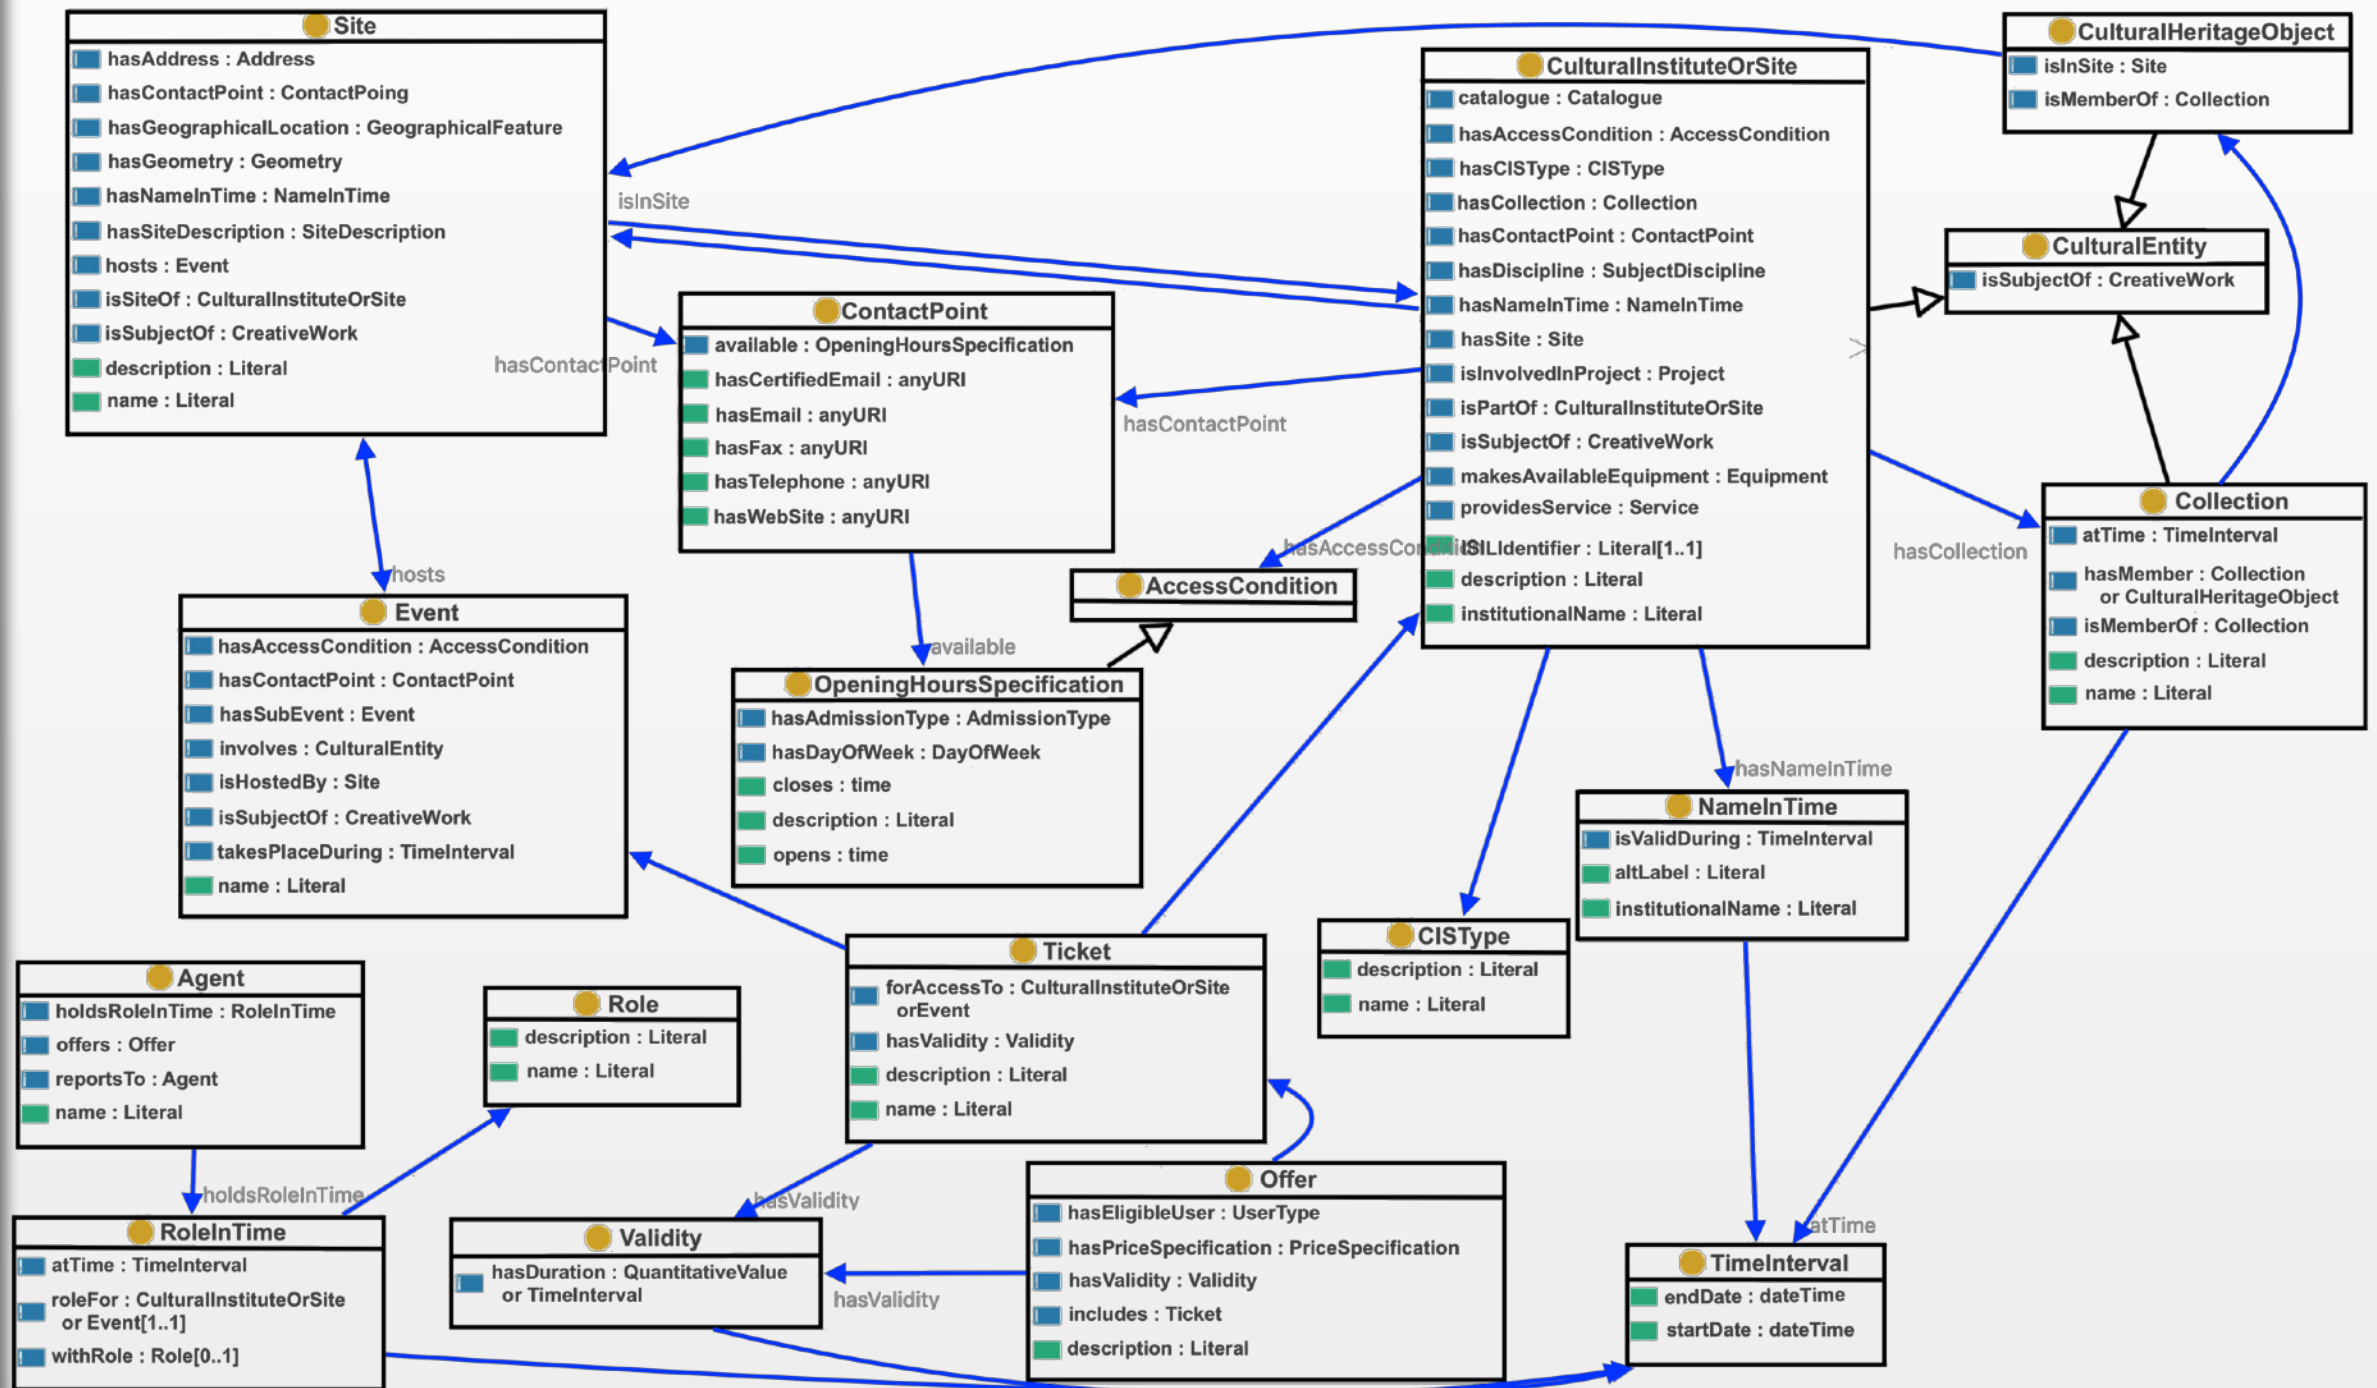 Site
hasAddress : Address
hasContactPoint : ContactPoing
hasGeographicalLocation : GeographicalFeature
hasGeometry : Geometry
hasNameInTime : NameInTime
hasSiteDescription : SiteDescription
hosts : Event
isSiteOf : CulturalInstituteOrSite
isSubjectOf : CreativeWork
description : Literal
name : Literal
isInSite
hasContactPoint
ContactPoint
available : OpeningHoursSpecification
hasCertifiedEmail : anyURI
hasEmail : anyURI
hasFax : anyURI
hasTelephone : anyURI
hasWebSite : anyURI
hasContactPoint
CulturalInstituteOrSite
catalogue : Catalogue
hasAccessCondition : AccessCondition
hasCISType : CISType
hasCollection : Collection
hasContactPoint : ContactPoint
hasDiscipline : SubjectDiscipline
hasNameInTime : NameInTime
hasSite : Site
isInvolvedInProject : Project
isPartOf : CulturalInstituteOrSite
isSubjectOf : CreativeWork
makesAvailableEquipment : Equipment
providesService : Service
ISILIdentifier : Literal[1..1]
description : Literal
institutionalName : Literal
CulturalHeritageObject
isInSite : Site
isMemberOf : Collection
CulturalEntity
isSubjectOf : CreativeWork
hasCollection
Collection
atTime : TimeInterval
hasMember : Collection
or CulturalHeritageObject
isMemberOf : Collection
description : Literal
name : Literal
hasAccessCondition
AccessCondition
hosts
Event
hasAccessCondition : AccessCondition
hasContactPoint : ContactPoint
hasSubEvent : Event
involves : CulturalEntity
isHostedBy : Site
isSubjectOf : CreativeWork
takesPlaceDuring : TimeInterval
name : Literal
available
OpeningHoursSpecification
hasAdmissionType : AdmissionType
hasDayOfWeek : DayOfWeek
closes : time
description : Literal
opens : time
hasNameInTime
NameInTime
isValidDuring : TimeInterval
altLabel : Literal
institutionalName : Literal
CISType
description : Literal
name : Literal
Ticket
forAccessTo : CulturalInstituteOrSite
orEvent
hasValidity : Validity
description : Literal
name : Literal
Agent
holdsRoleInTime : RoleInTime
offers : Offer
reportsTo : Agent
name : Literal
Role
description : Literal
name : Literal
holdsRoleInTime
RoleInTime
atTime : TimeInterval
roleFor : CulturalInstituteOrSite
or Event[1..1]
withRole : Role[0..1]
hasValidity
Validity
hasDuration : QuantitativeValue
or TimeInterval
hasValidity
Offer
hasEligibleUser : UserType
hasPriceSpecification : PriceSpecification
hasValidity : Validity
includes : Ticket
description : Literal
atTime
TimeInterval
endDate : dateTime
startDate : dateTime